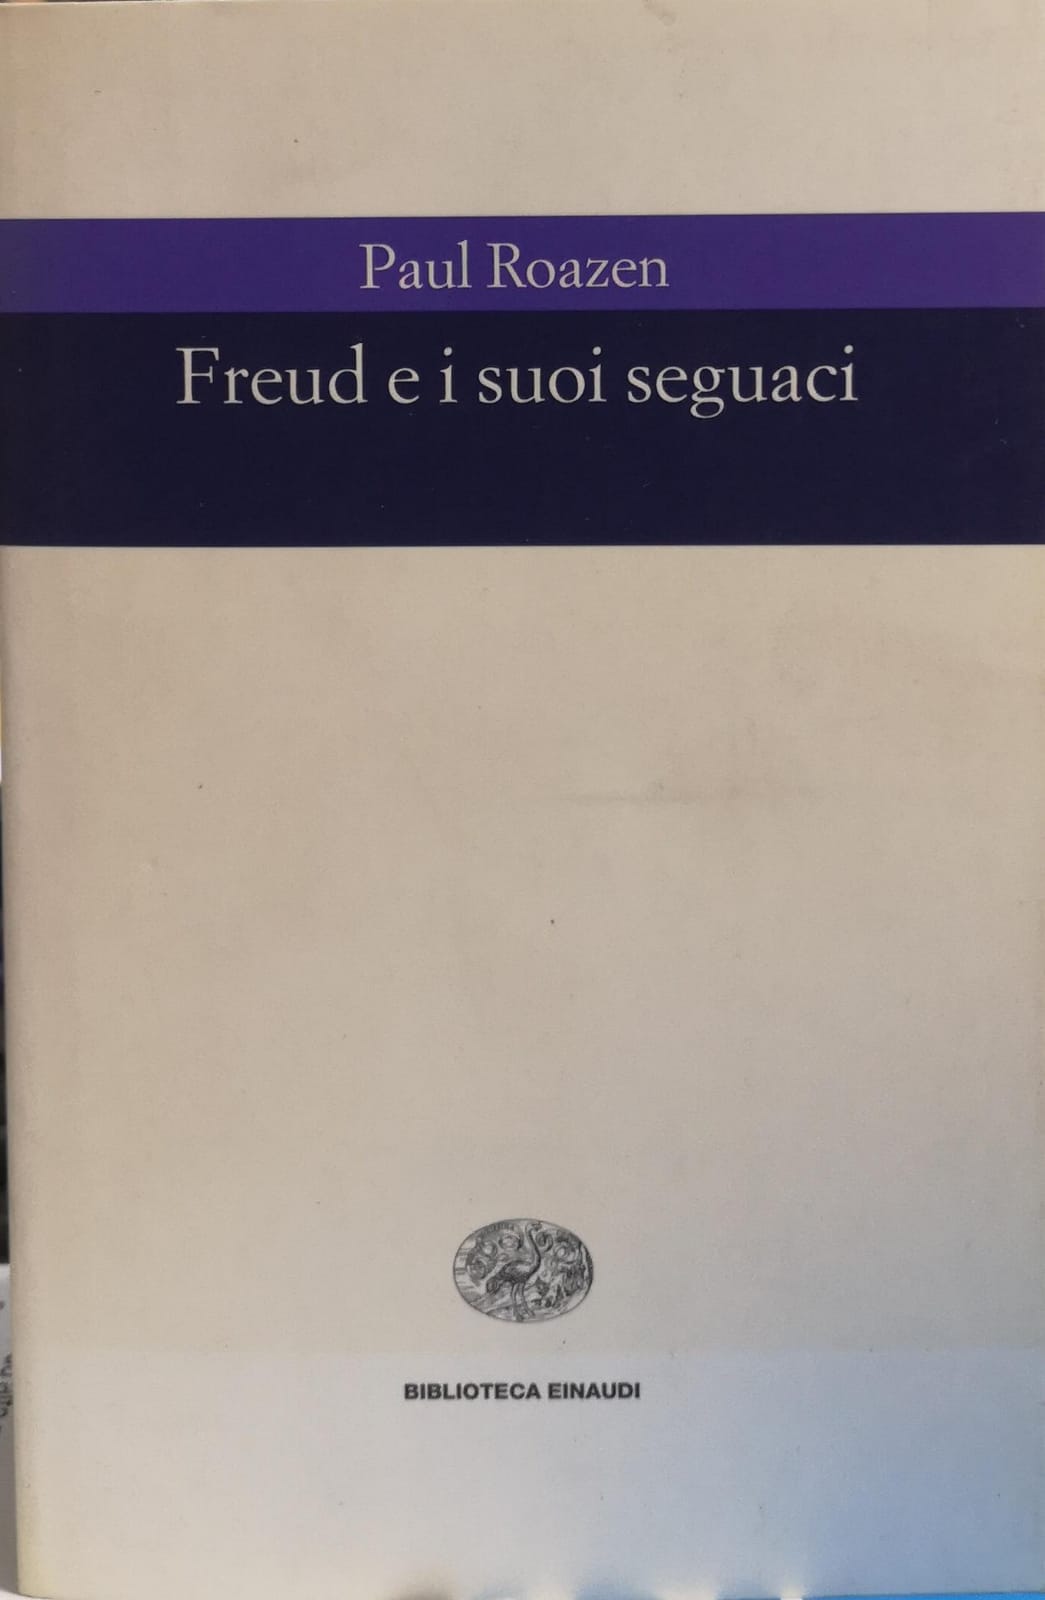 Paul Roazen
Freud e i suoi seguaci
BIBLIOTECA EINAUDI